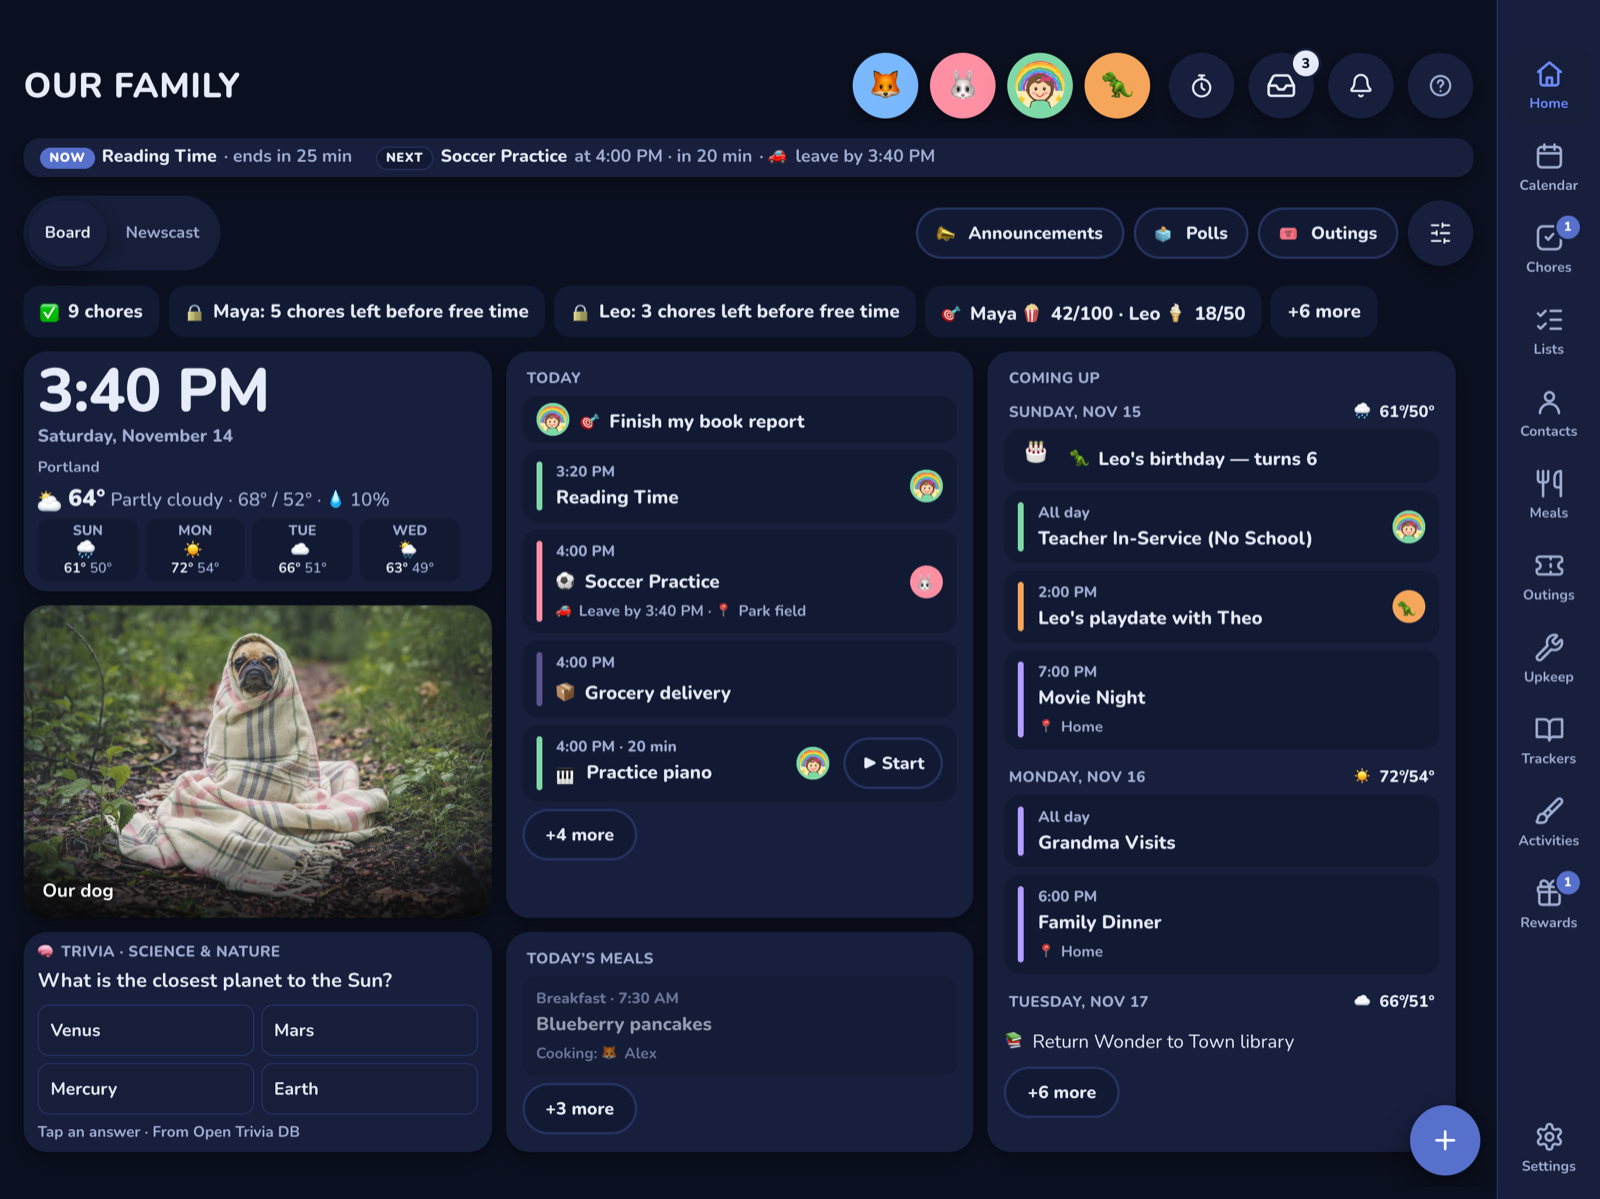 OUR FAMILY
3
NOW Reading Time · ends in 25 min NEXT Soccer Practice at 4:00 PM · in 20 min · leave by 3:40 PM
Board
Newscast
Announcements
Polls
Outings
9 chores
Maya: 5 chores left before free time
Leo: 3 chores left before free time
Maya 42/100 · Leo 18/50
+6 more
3:40 PM
Saturday, November 14
Portland
64° Partly cloudy · 68° / 52° · 10%
SUN MON TUE WED
61° 50° 72° 54° 66° 51° 63° 49°
Our dog
TRIVIA · SCIENCE & NATURE
What is the closest planet to the Sun?
Venus
Mars
Mercury
Earth
Tap an answer · From Open Trivia DB
TODAY
Finish my book report
3:20 PM
Reading Time
4:00 PM
Soccer Practice
Leave by 3:40 PM · Park field
4:00 PM
Grocery delivery
4:00 PM · 20 min
Practice piano
Start
+4 more
TODAY'S MEALS
Breakfast · 7:30 AM
Blueberry pancakes
Cooking: Alex
+3 more
COMING UP
SUNDAY, NOV 15 61°/50°
Leo's birthday — turns 6
All day
Teacher In-Service (No School)
2:00 PM
Leo's playdate with Theo
7:00 PM
Movie Night
Home
MONDAY, NOV 16 72°/54°
All day
Grandma Visits
6:00 PM
Family Dinner
Home
TUESDAY, NOV 17 66°/51°
Return Wonder to Town library
+6 more
Home
Calendar
1
Chores
Lists
Contacts
Meals
Outings
Upkeep
Trackers
Activities
1
Rewards
Settings